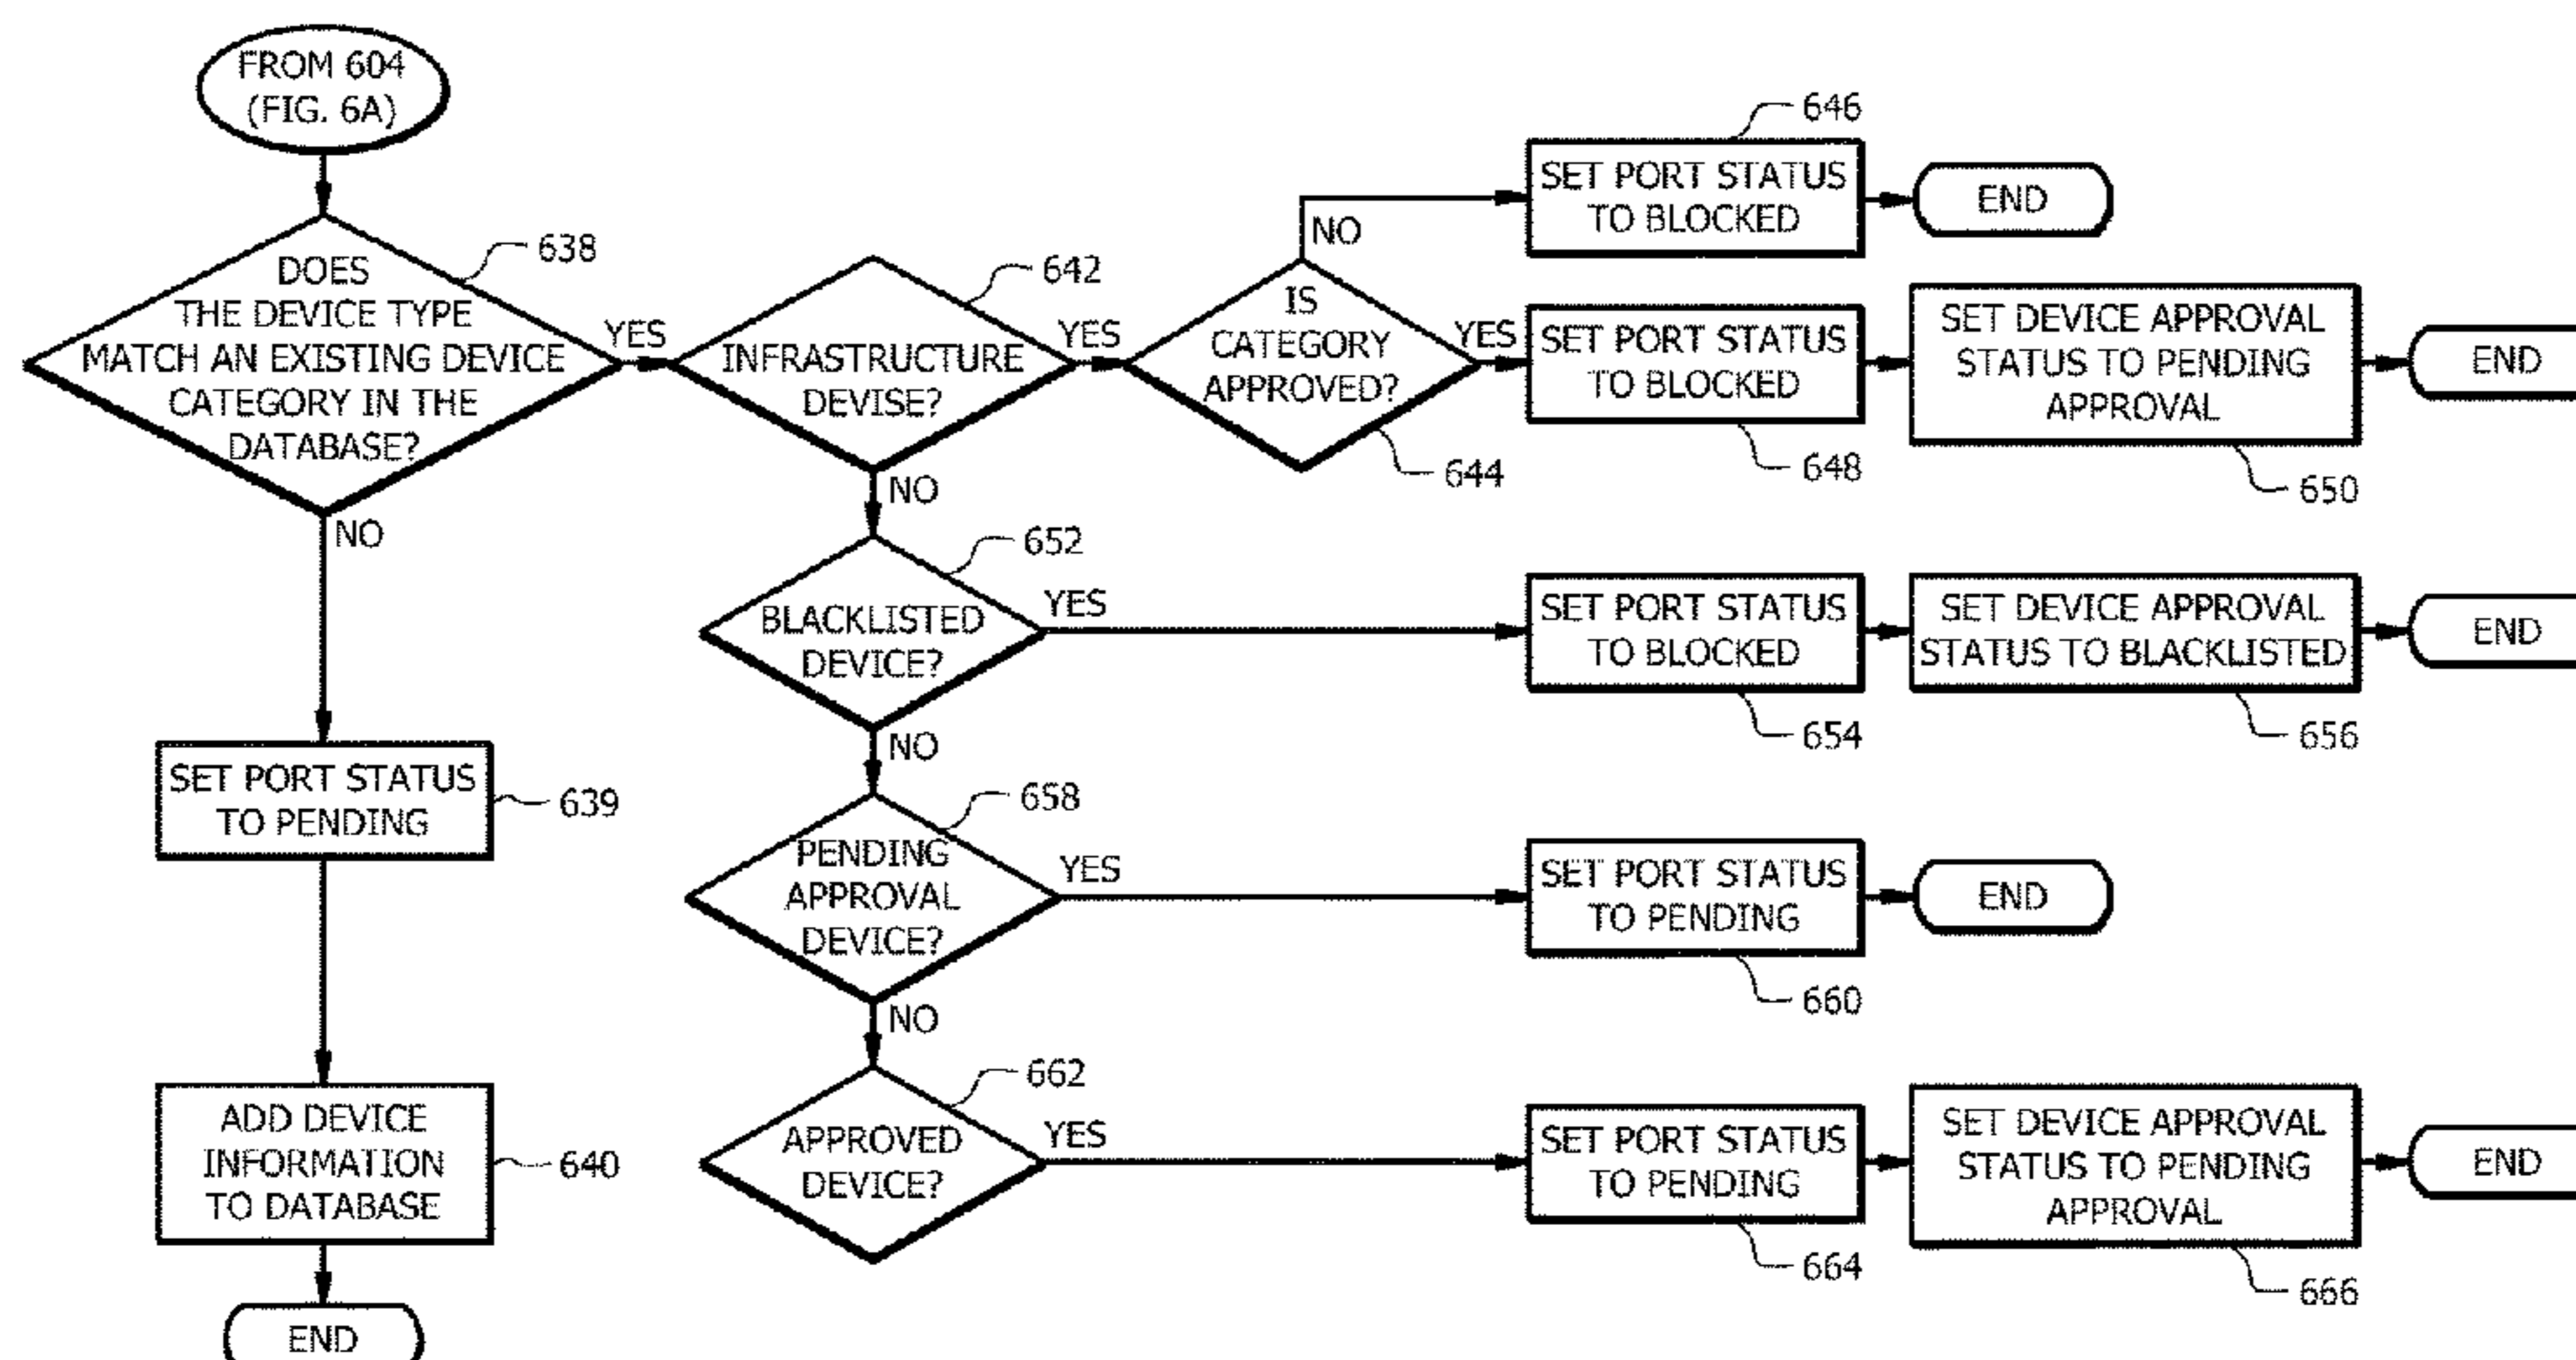 FROM 604
(FIG. 6A)
DOES
THE DEVICE TYPE
MATCH AN EXISTING DEVICE
CATEGORY IN THE
DATABASE?
638
YES
NO
SET PORT STATUS
TO PENDING
639
ADD DEVICE
INFORMATION
TO DATABASE
640
END
INFRASTRUCTURE
DEVISE?
642
YES
NO
IS
CATEGORY
APPROVED?
644
NO
YES
SET PORT STATUS
TO BLOCKED
646
END
SET PORT STATUS
TO BLOCKED
648
SET DEVICE APPROVAL
STATUS TO PENDING
APPROVAL
650
END
BLACKLISTED
DEVICE?
652
YES
NO
SET PORT STATUS
TO BLOCKED
654
SET DEVICE APPROVAL
STATUS TO BLACKLISTED
656
END
PENDING
APPROVAL
DEVICE?
658
YES
NO
SET PORT STATUS
TO PENDING
660
END
APPROVED
DEVICE?
662
YES
SET PORT STATUS
TO PENDING
664
SET DEVICE APPROVAL
STATUS TO PENDING
APPROVAL
666
END